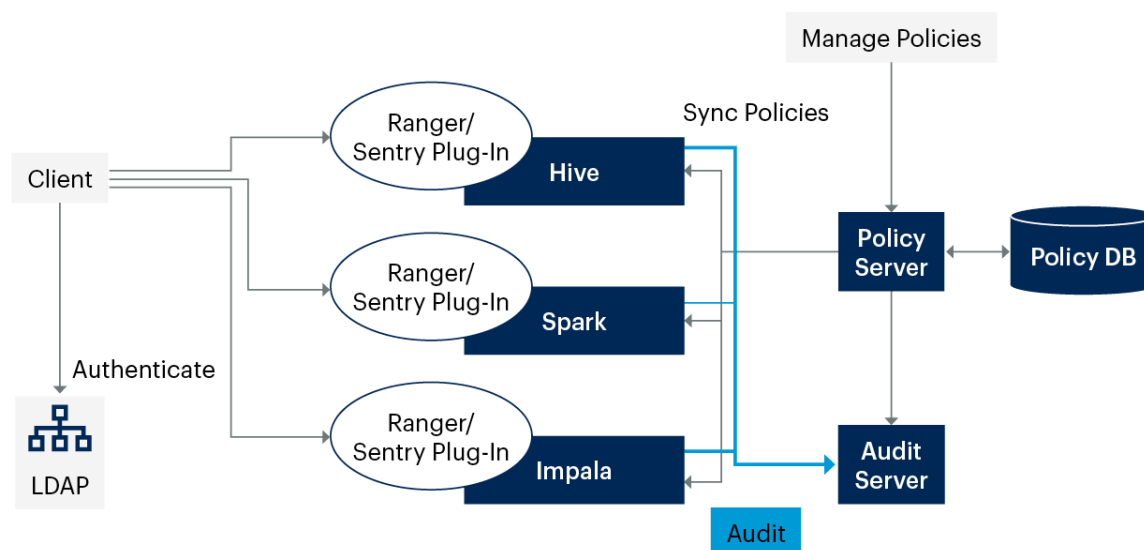 Manage Policies
Ranger/
Sentry Plug-In
Hive
Sync Policies
Client
Policy
Server
Policy DB
Ranger/
Sentry Plug-In
Spark
Authenticate
Ranger/
Sentry Plug-In
Impala
Audit
Server
LDAP
Audit